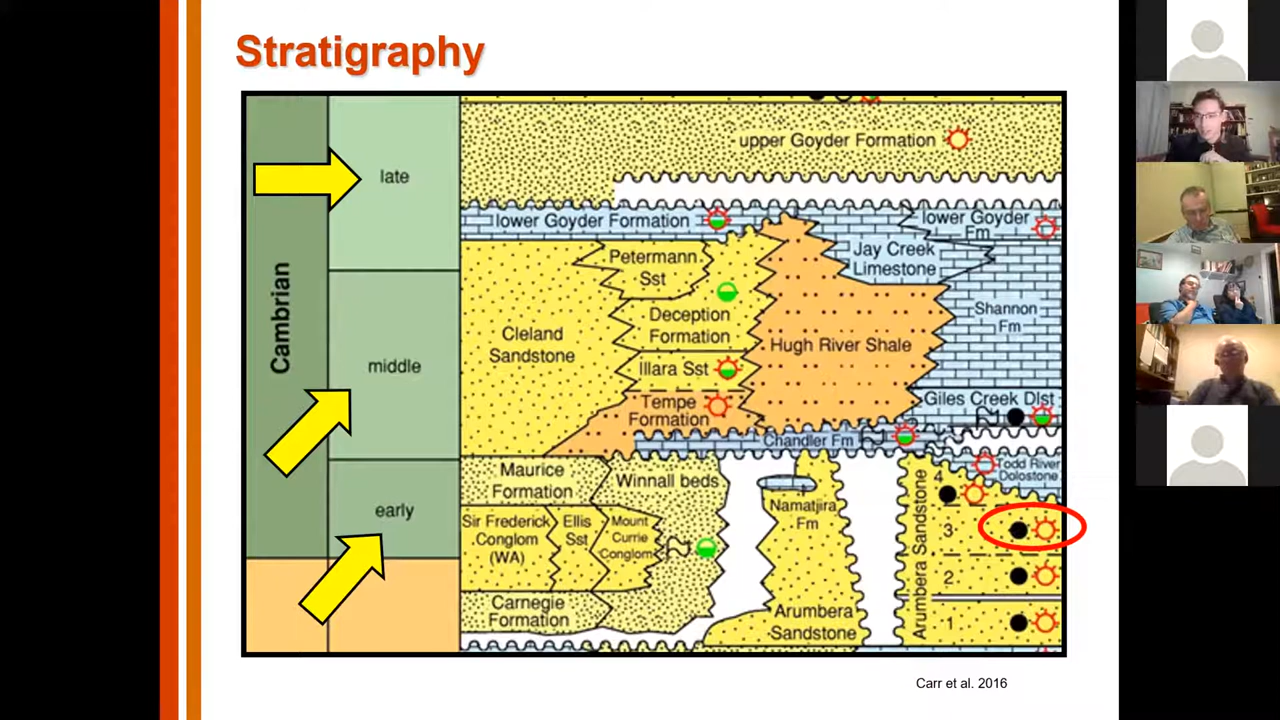 Stratigraphy
Cambrian
late
middle
early
upper Goyder Formation
lower Goyder Formation
lower Goyder
Fm
Petermann
Sst
Jay Creek
Limestone
Cleland
Sandstone
Deception
Formation
Hugh River Shale
Shannon
Fm
Illara Sst
Tempe
Formation
Giles Creek Dlst
Chandler Fm
Maurice
Formation
Winnall beds
Todd River
Dolostone
Sir Frederick
Conglom
(WA)
Ellis
Sst
Mount
Currie
Conglom
Namatjira
Fm
Carnegie
Formation
Arumbera
Sandstone
Arumbera Sandstone
4
3
2
1
Carr et al. 2016